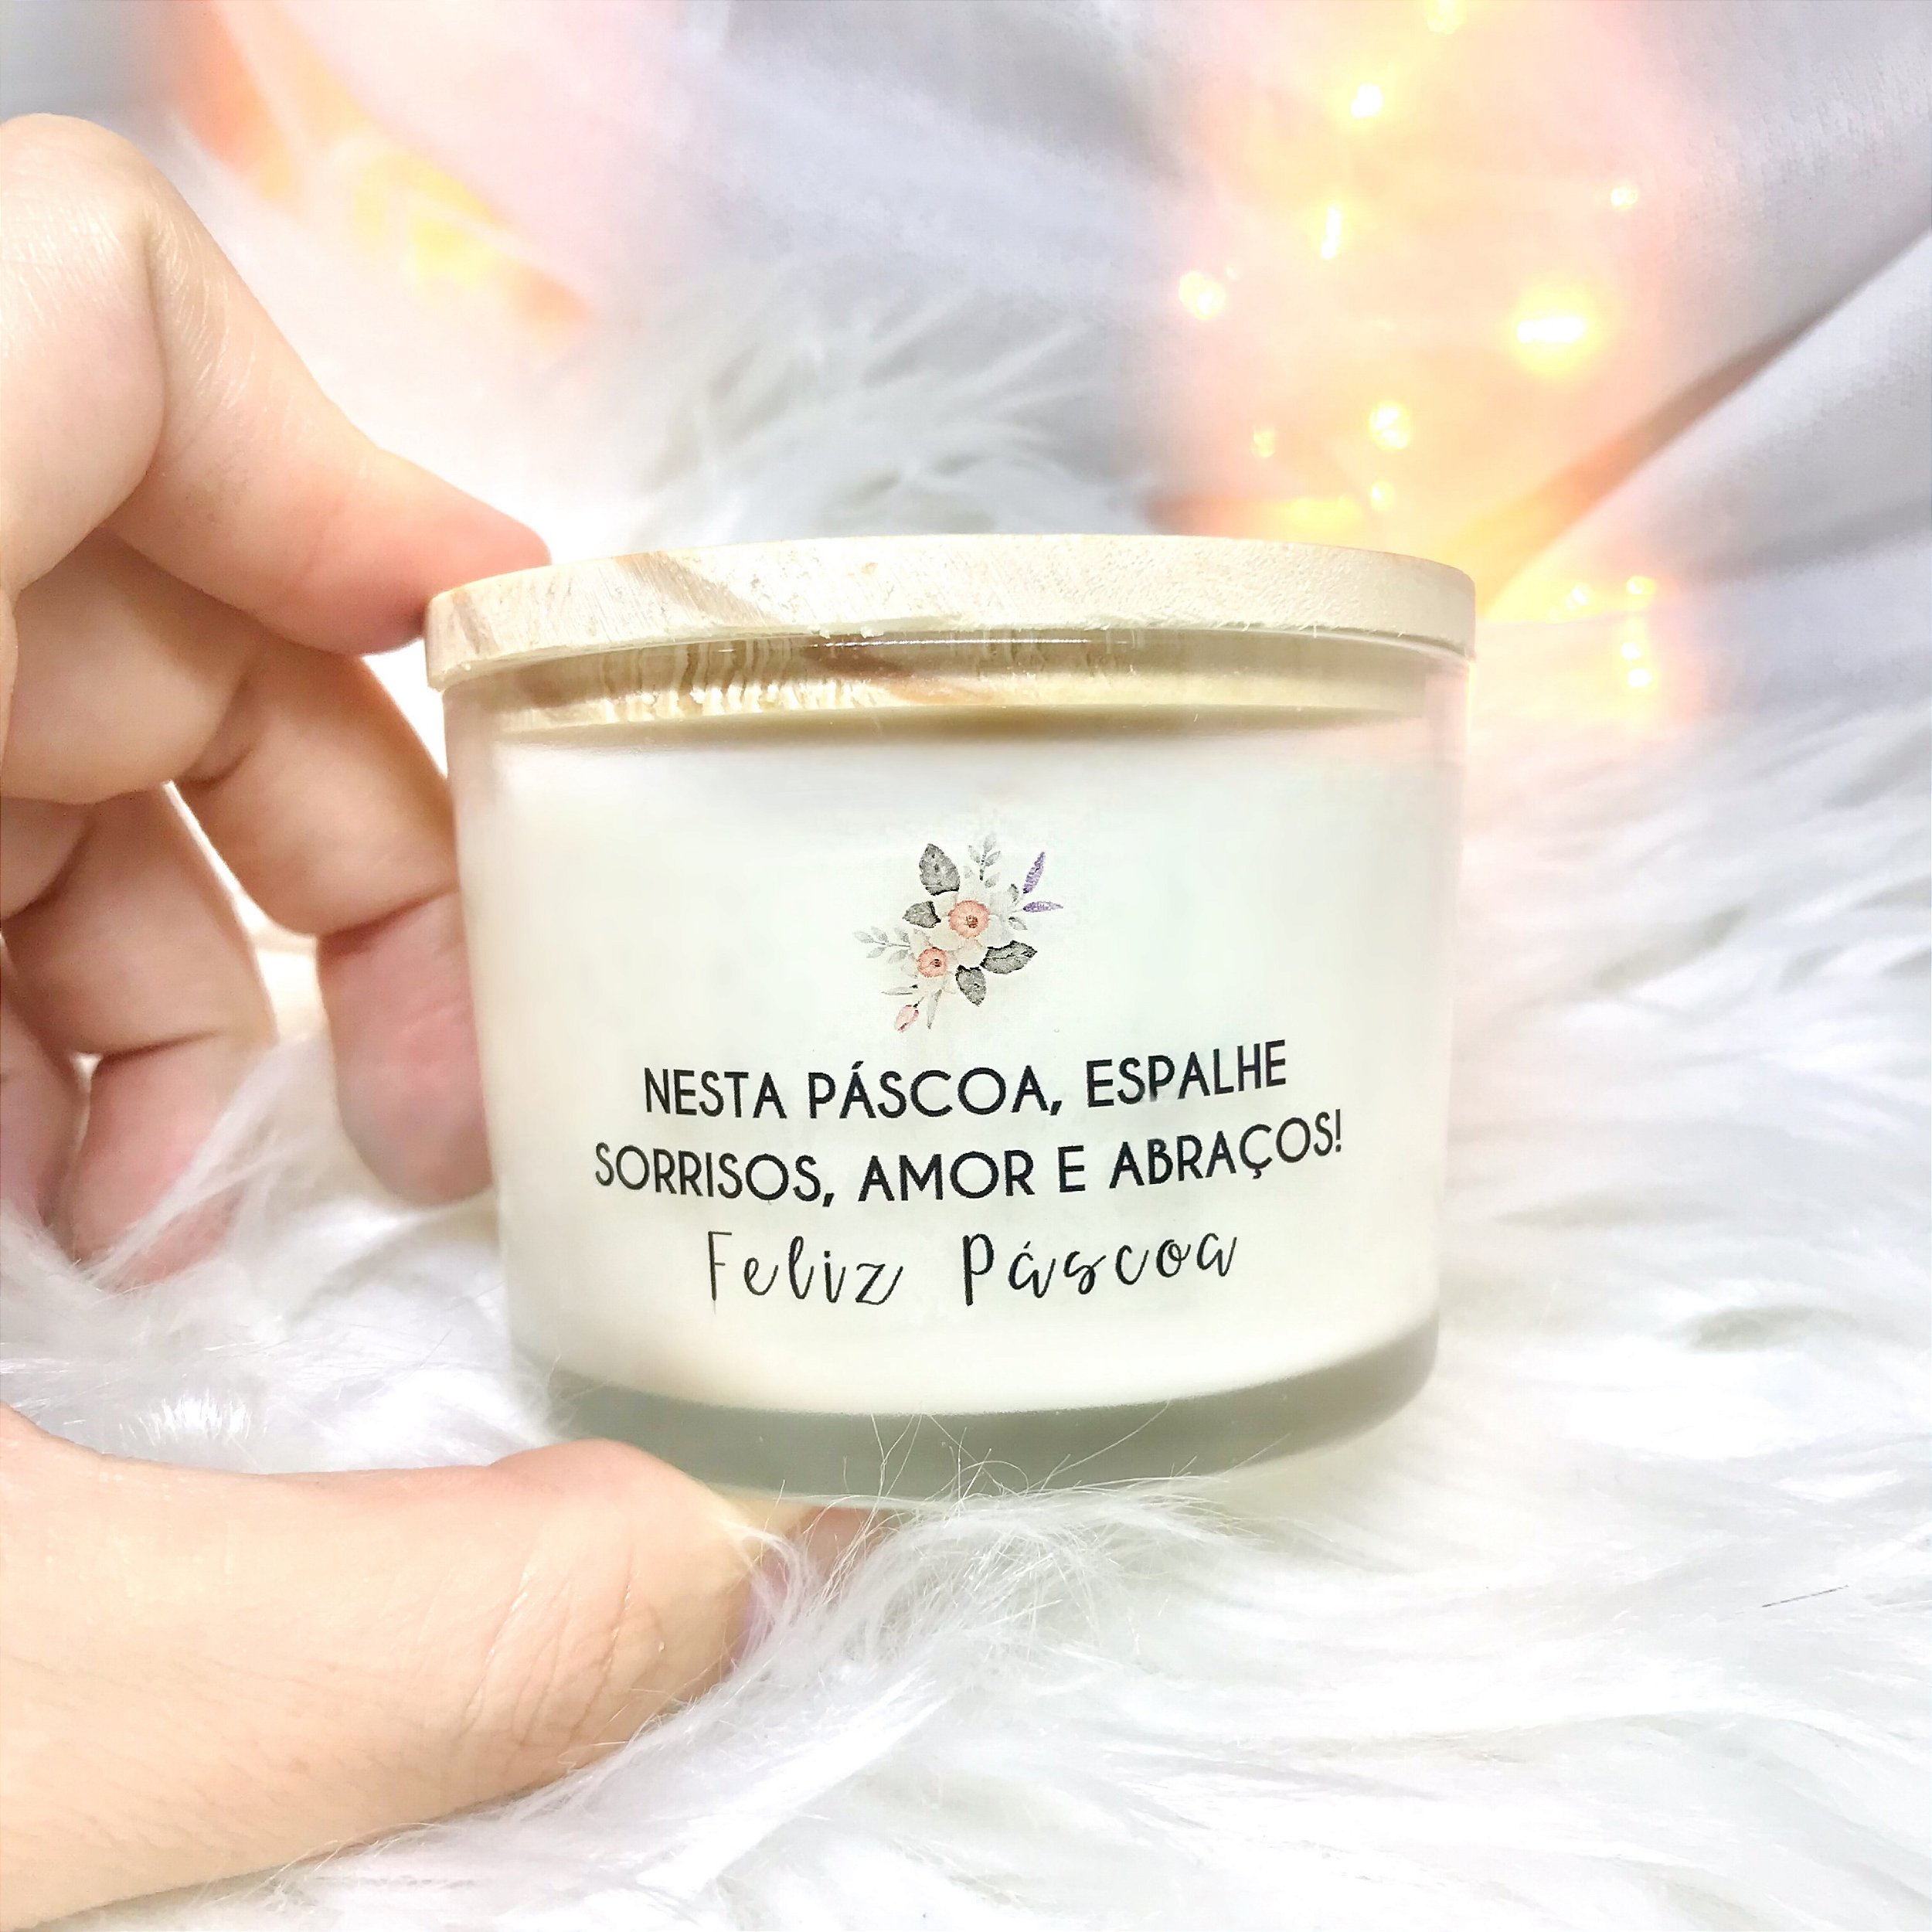 NESTA PÁSCOA, ESPALHE
SORRISOS, AMOR E ABRAÇOS!
Feliz Páscoa